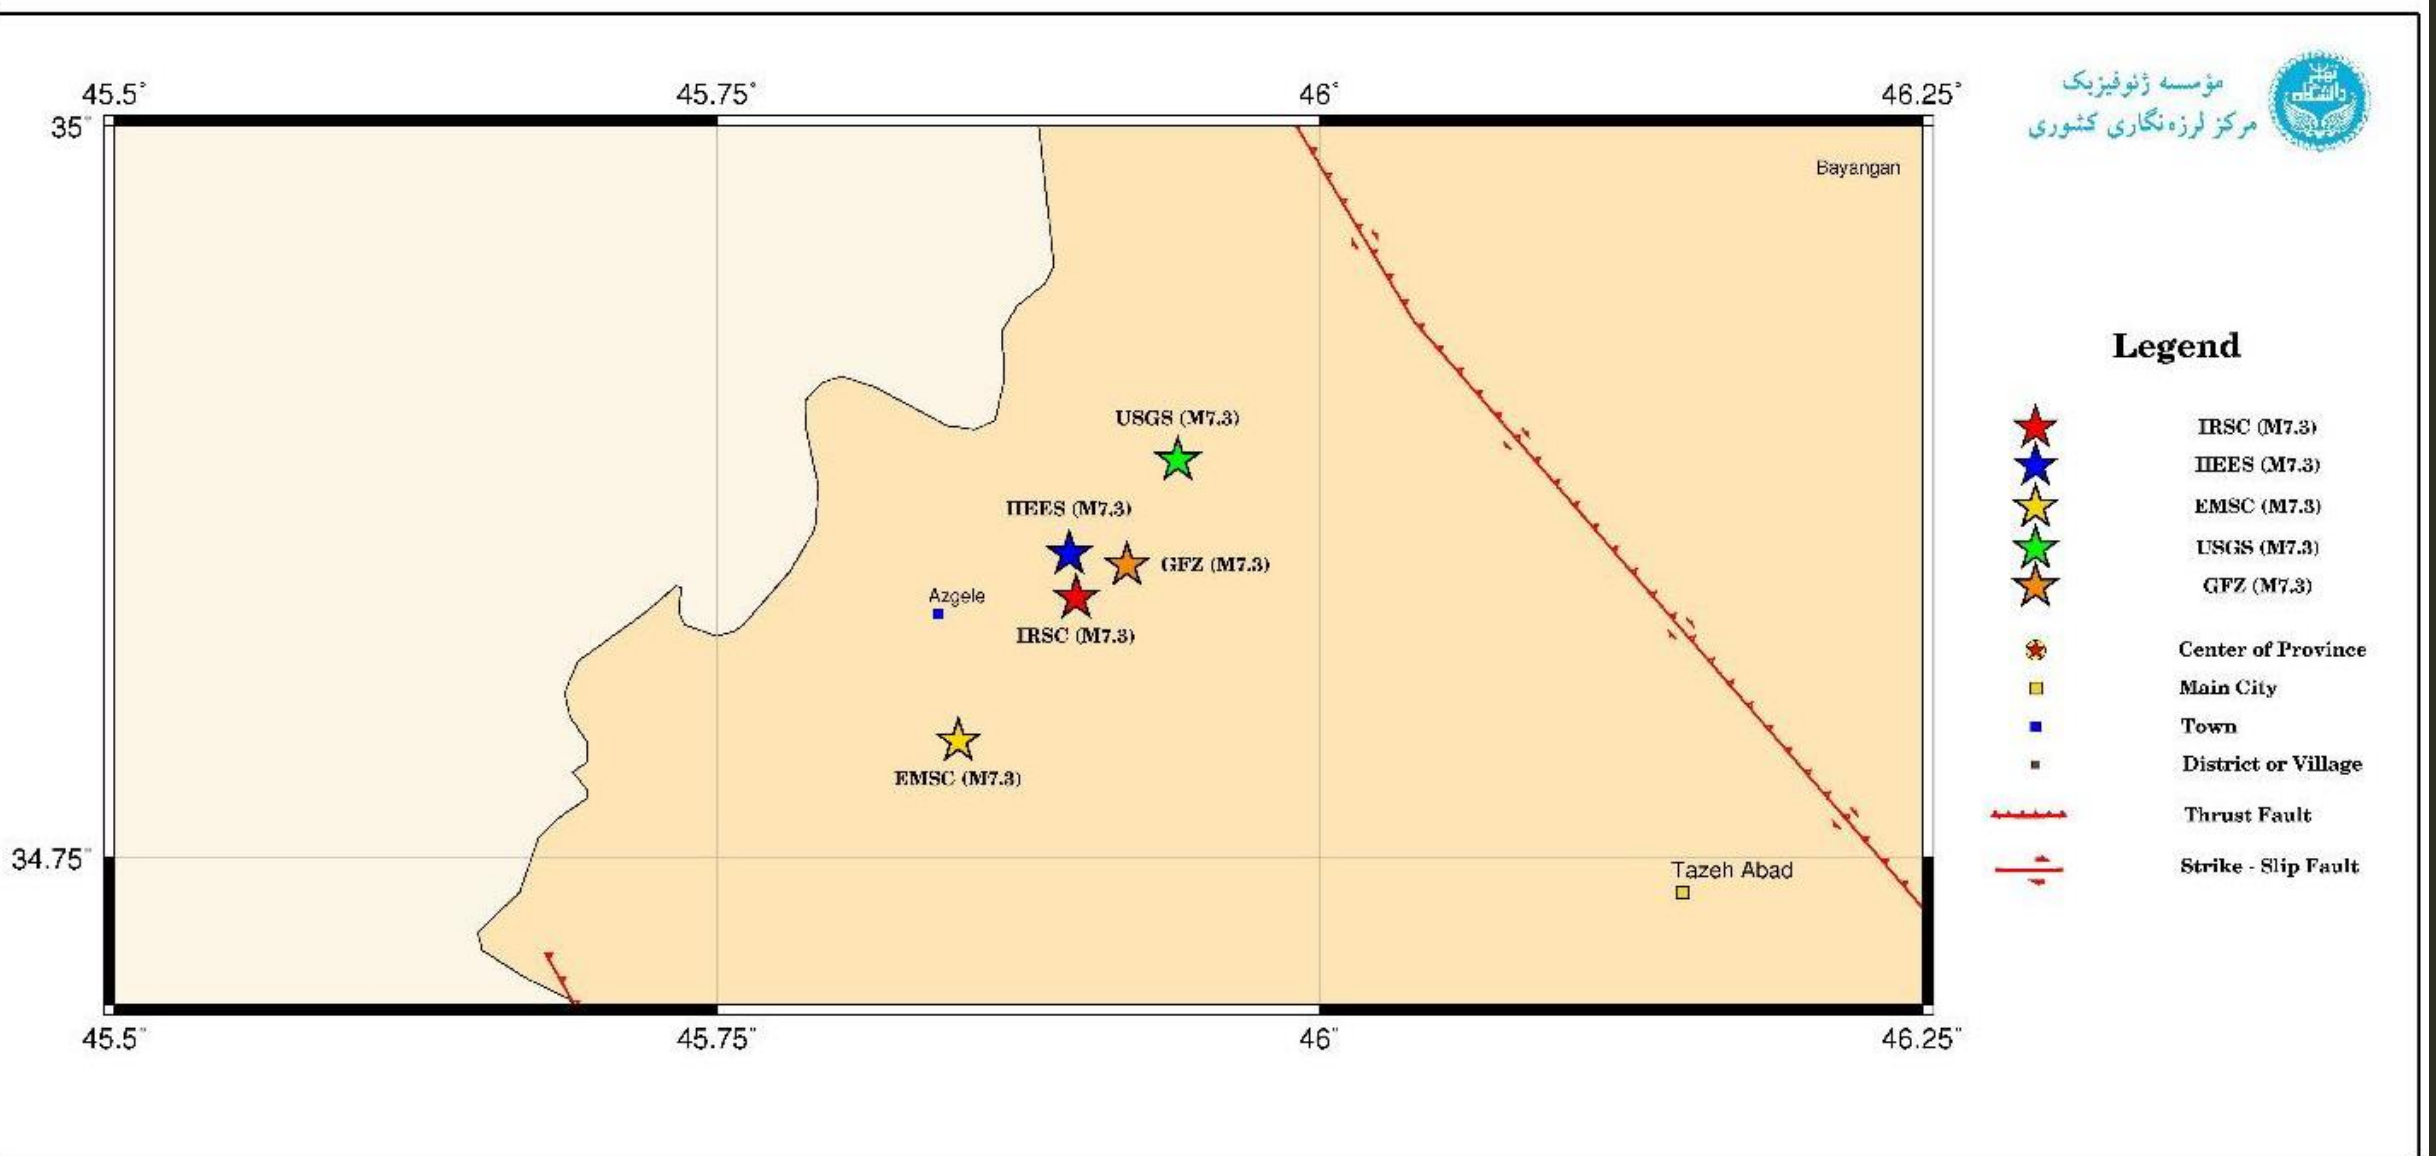 45.5°
45.75°
46°
46.25°
35°
34.75°
45.5°
45.75°
46°
46.25°
Bayangan
USGS (M7.3)
IIEES (M7.3)
GFZ (M7.3)
Azgele
IRSC (M7.3)
EMSC (M7.3)
Tazeh Abad
مؤسسه ژئوفیزیک
مرکز لرزه نگاری کشوری
Legend
IRSC (M7.3)
IIEES (M7.3)
EMSC (M7.3)
USGS (M7.3)
GFZ (M7.3)
Center of Province
Main City
Town
District or Village
Thrust Fault
Strike - Slip Fault